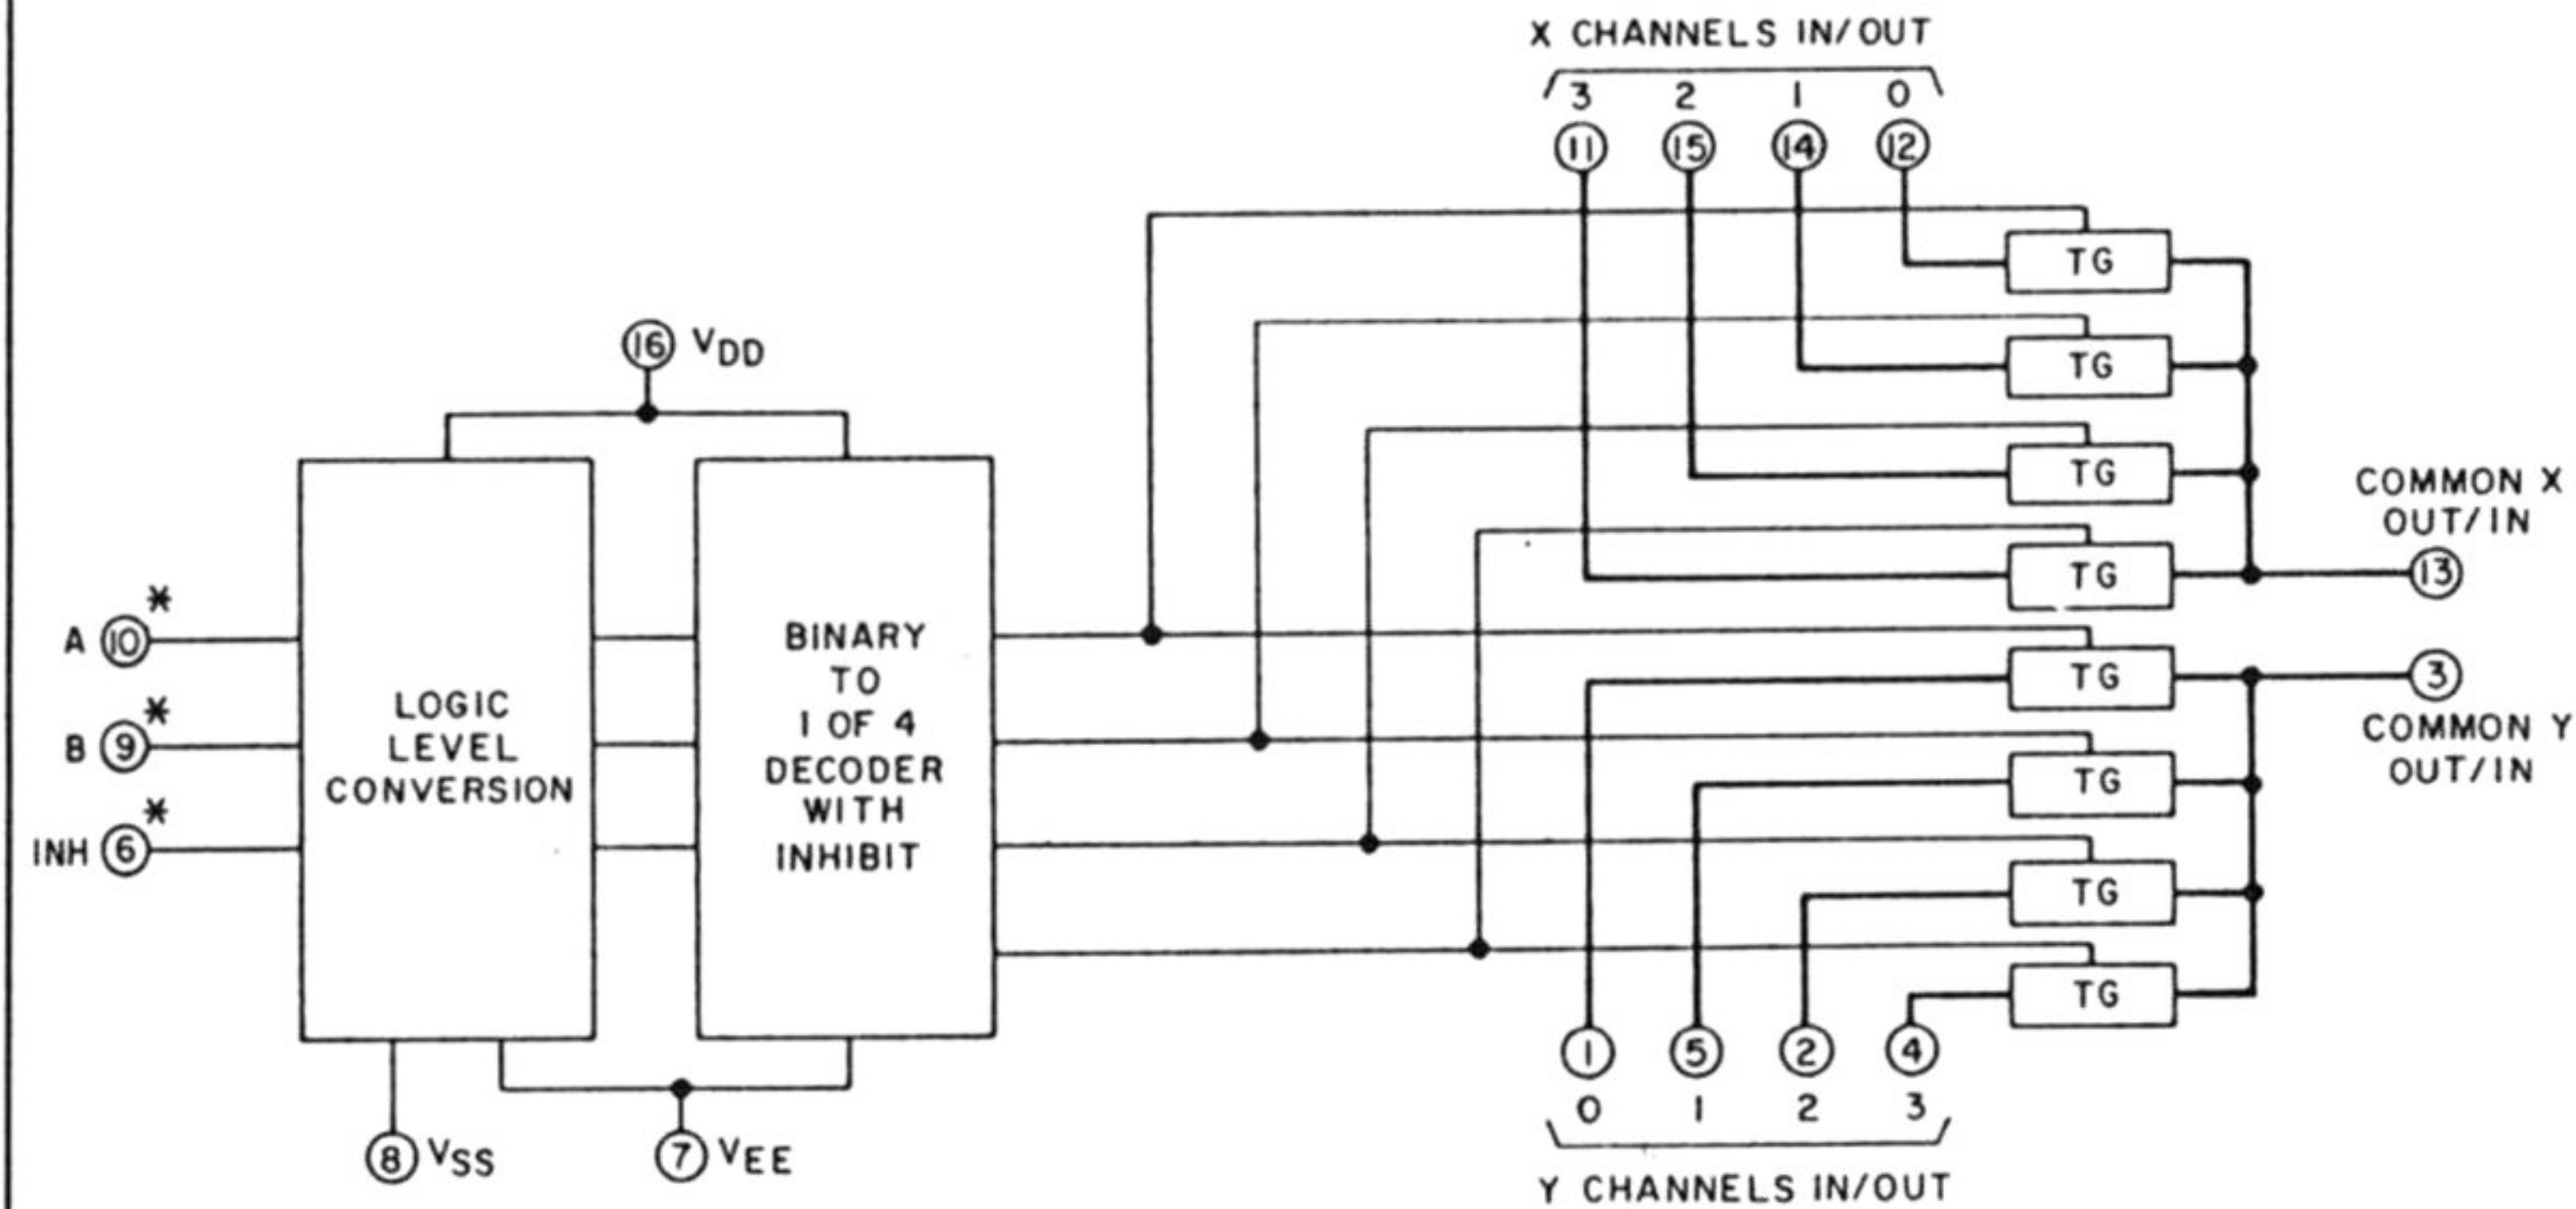 X CHANNELS IN/OUT
3 2 1 0
11 15 14 12
TG
TG
16 VDD
TG
COMMON X
OUT/IN
TG
13
A 10 *
BINARY
TO
1 OF 4
DECODER
WITH
INHIBIT
TG
3
COMMON Y
OUT/IN
B 9 *
LOGIC
LEVEL
CONVERSION
TG
INH 6 *
TG
TG
1 5 2 4
0 1 2 3
8 VSS
7 VEE
Y CHANNELS IN/OUT